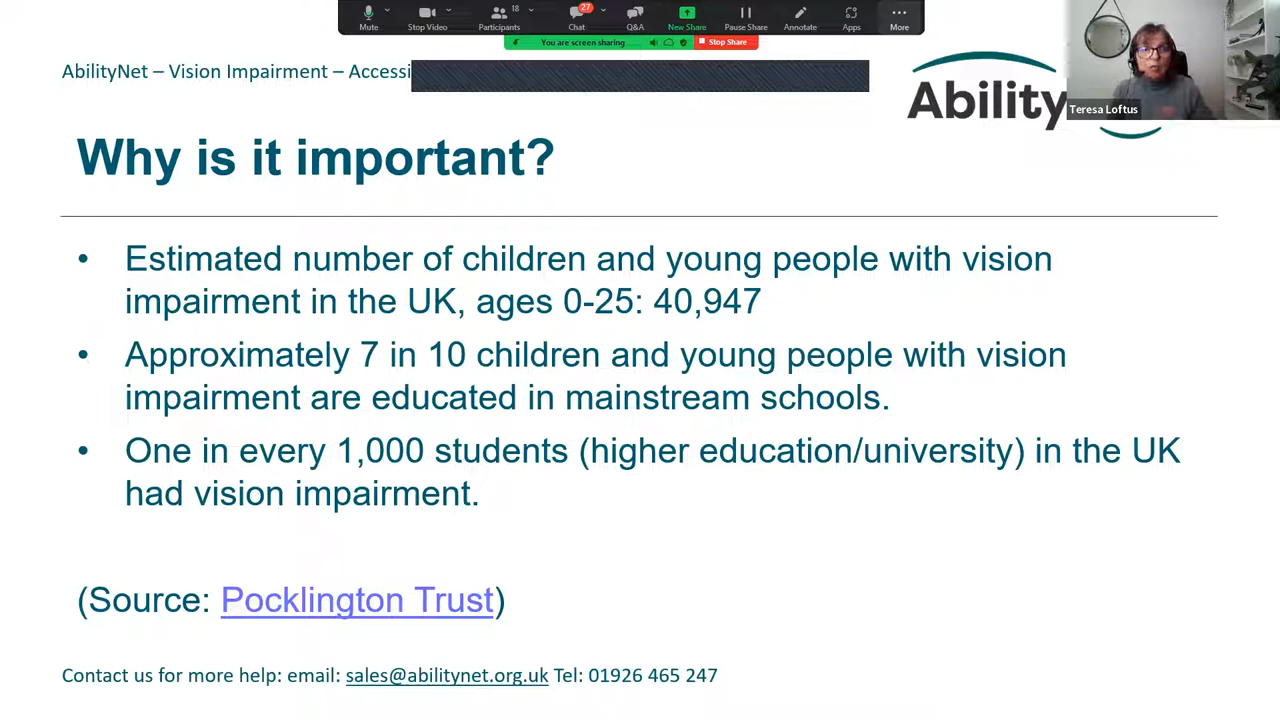 18
27
Mute
Stop Video
Participants
Chat
Q&A
New Share
Pause Share
Annotate
Apps
More
You are screen sharing
Stop Share
AbilityNet – Vision Impairment – Accessi
Ability
Teresa Loftus
Why is it important?
• Estimated number of children and young people with vision
impairment in the UK, ages 0-25: 40,947
• Approximately 7 in 10 children and young people with vision
impairment are educated in mainstream schools.
• One in every 1,000 students (higher education/university) in the UK
had vision impairment.
(Source: Pocklington Trust)
Contact us for more help: email: sales@abilitynet.org.uk Tel: 01926 465 247